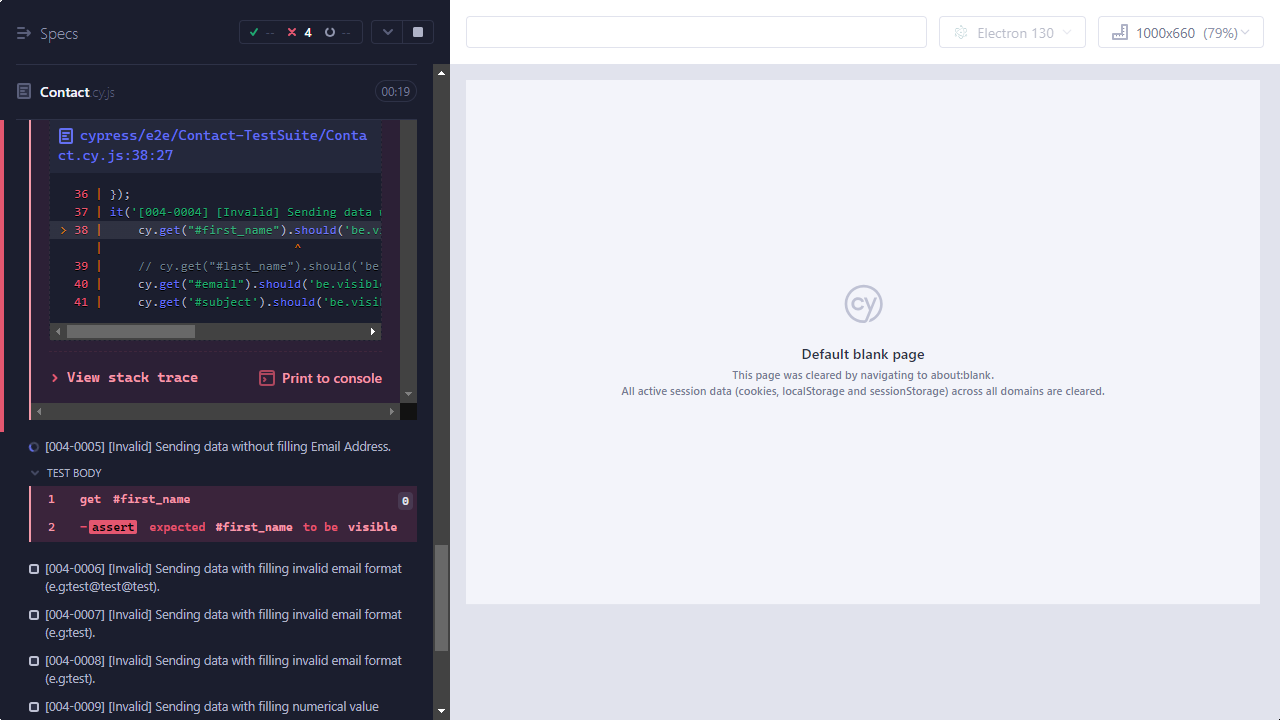 Specs
--
4
--
Electron 130
1000x660 (79%)
Contact.cy.js
00:19
cypress/e2e/Contact-TestSuite/Conta
ct.cy.js:38:27
36 | });
37 | it('[004-0004] [Invalid] Sending data
> 38 |     cy.get("#first_name").should('be.vi
|                           ^
39 |     // cy.get("#last_name").should('be
40 |     cy.get("#email").should('be.visible
41 |     cy.get('#subject').should('be.visi
View stack trace
Print to console
[004-0005] [Invalid] Sending data without filling Email Address.
TEST BODY
1 get #first_name 0
2 -assert expected #first_name to be visible
[004-0006] [Invalid] Sending data with filling invalid email format
(e.g:test@test@test).
[004-0007] [Invalid] Sending data with filling invalid email format
(e.g:test).
[004-0008] [Invalid] Sending data with filling invalid email format
(e.g:test).
[004-0009] [Invalid] Sending data with filling numerical value
cy
Default blank page
This page was cleared by navigating to about:blank.
All active session data (cookies, localStorage and sessionStorage) across all domains are cleared.